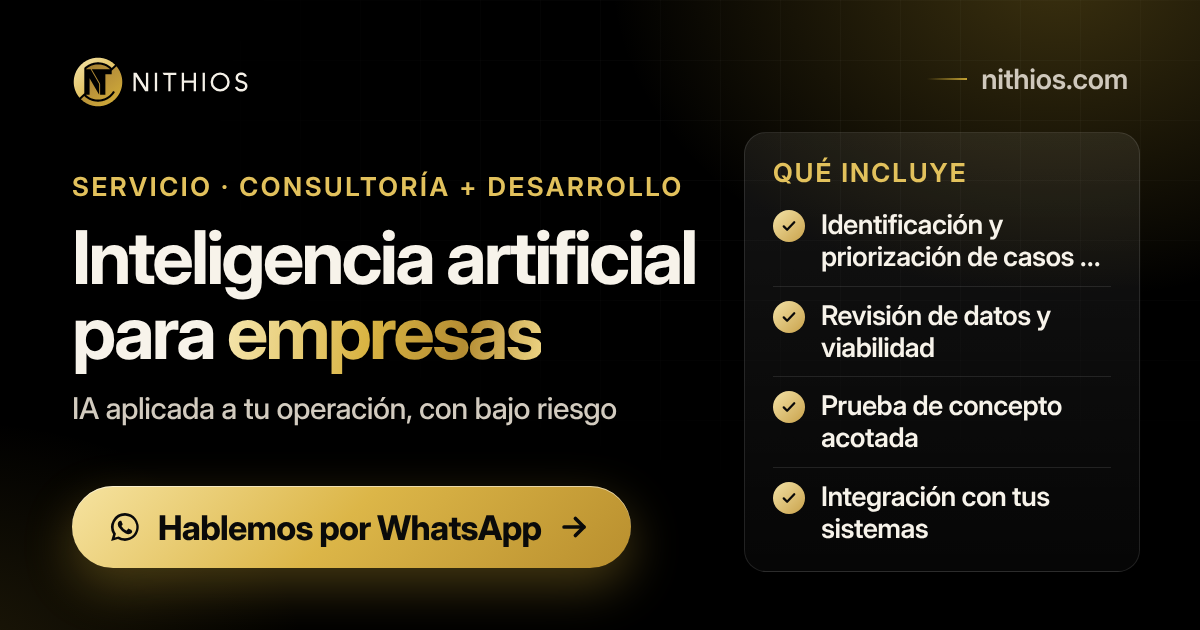 NITHIOS
nithios.com
SERVICIO · CONSULTORÍA + DESARROLLO
Inteligencia artificial
para empresas
IA aplicada a tu operación, con bajo riesgo
Hablemos por WhatsApp →
QUÉ INCLUYE
Identificación y
priorización de casos ...
Revisión de datos y
viabilidad
Prueba de concepto
acotada
Integración con tus
sistemas